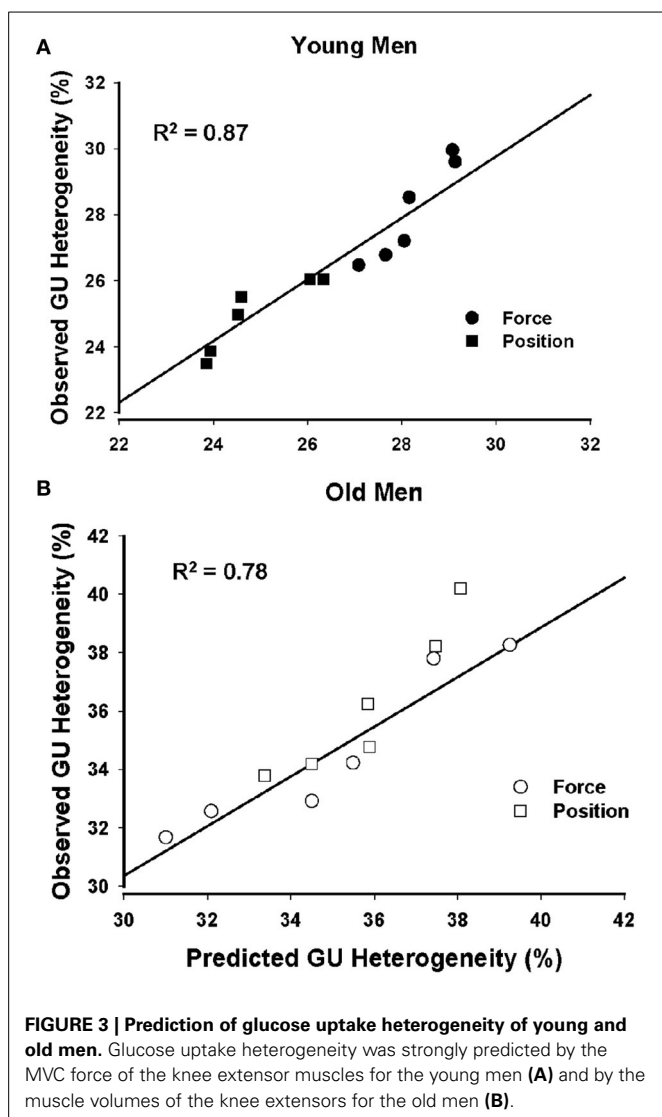 A
Young Men
Observed GU Heterogeneity (%)
32
30
28
26
24
22
R² = 0.87
Force
Position
22 24 26 28 30 32
B
Old Men
Observed GU Heterogeneity (%)
42
40
38
36
34
32
30
R² = 0.78
Force
Position
30 32 34 36 38 40 42
Predicted GU Heterogeneity (%)
FIGURE 3 | Prediction of glucose uptake heterogeneity of young and
old men. Glucose uptake heterogeneity was strongly predicted by the
MVC force of the knee extensor muscles for the young men (A) and by the
muscle volumes of the knee extensors for the old men (B).